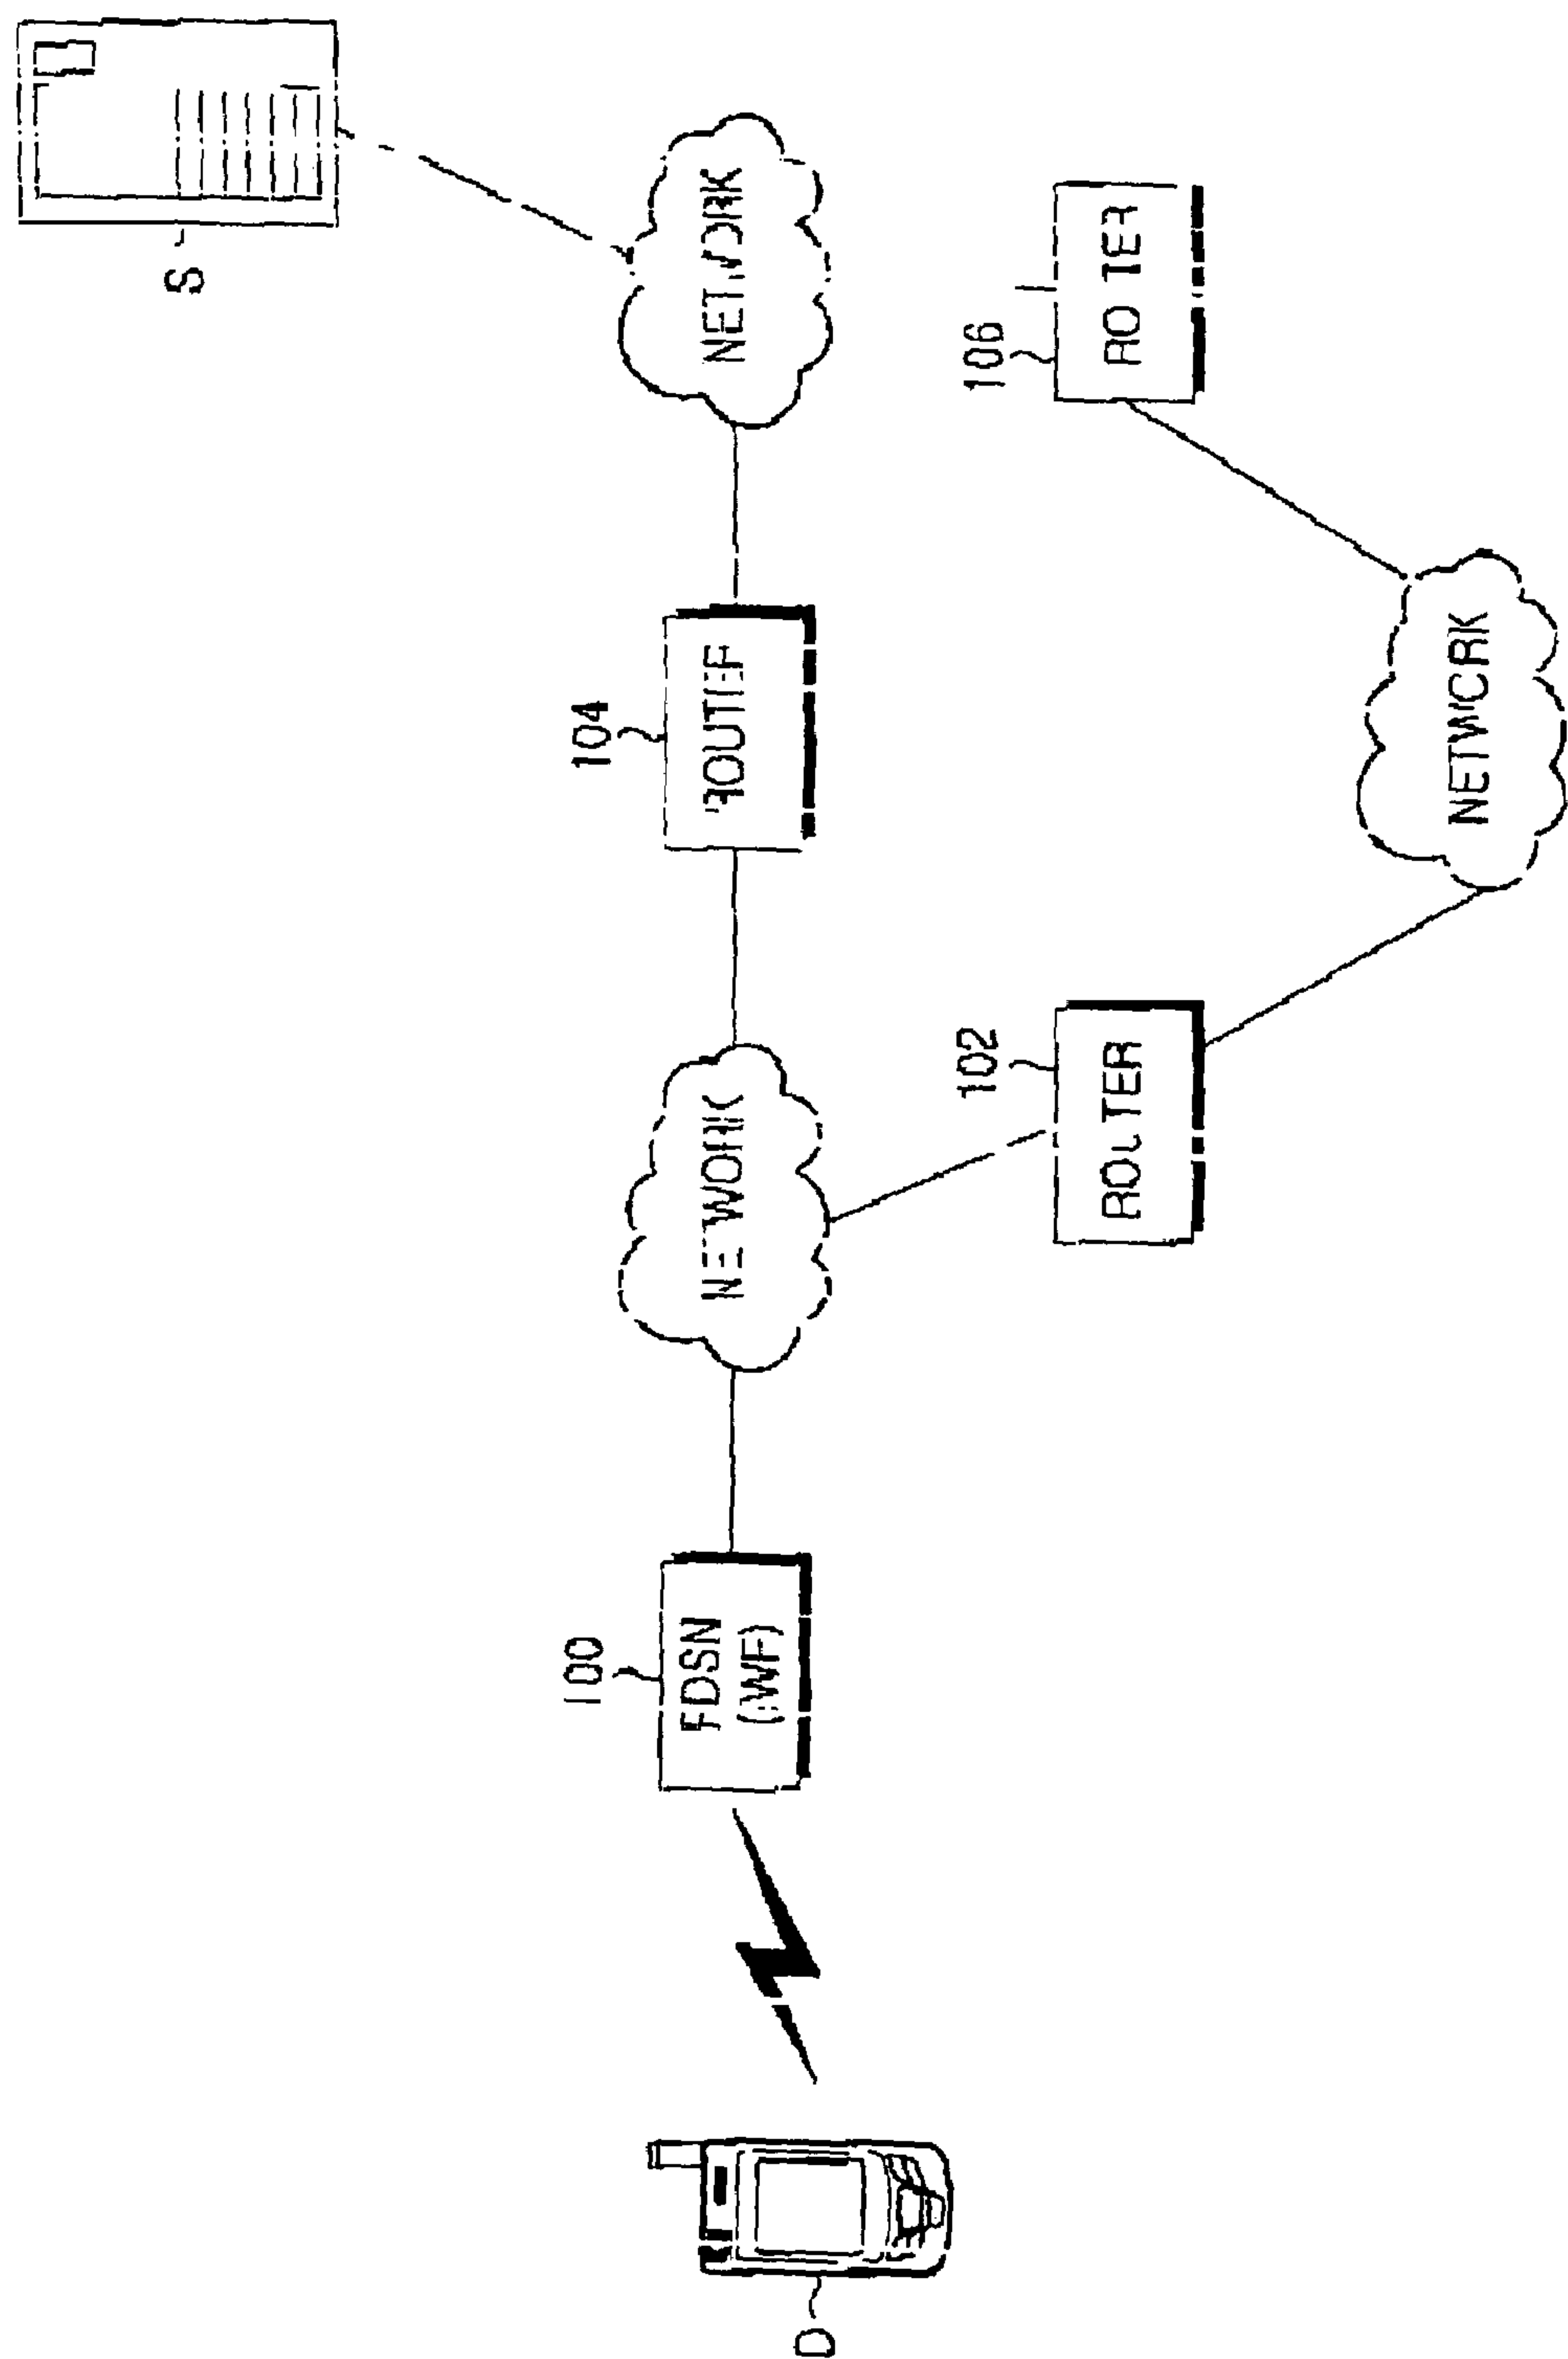 S
NETWORK
106
ROUTER
104
ROUTER
NETWORK
102
ROUTER
NETWORK
100
PDSN
(IWF)
D